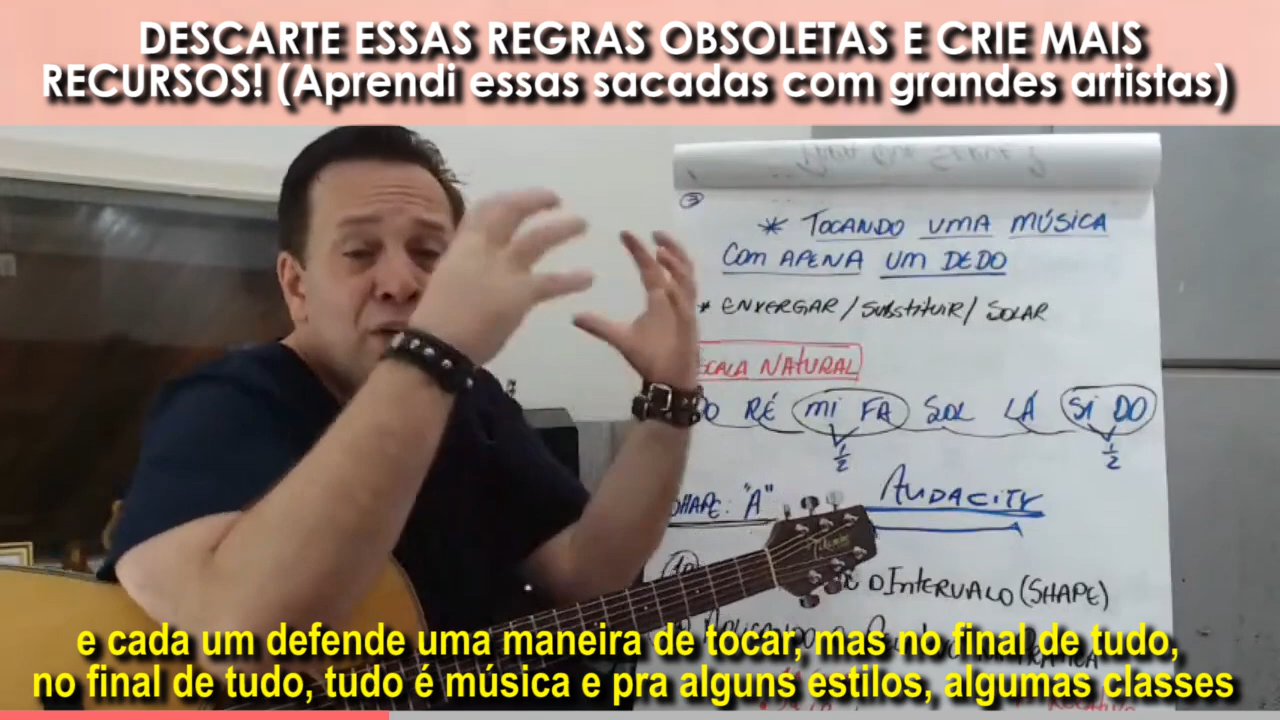 DESCARTE ESSAS REGRAS OBSOLETAS E CRIE MAIS
RECURSOS! (Aprendi essas sacadas com grandes artistas)
* TOCANDO UMA MÚSICA
COM APENA UM DEDO
* ENXERGAR / SUBSTITUIR / SOLAR
ESCALA NATURAL
DO RÉ MI FA SOL LÁ SI DO
1/2 1/2
SHAPE: "A" AUDACITY
O INTERVALO (SHAPE)
e cada um defende uma maneira de tocar, mas no final de tudo,
no final de tudo, tudo é música e pra alguns estilos, algumas classes